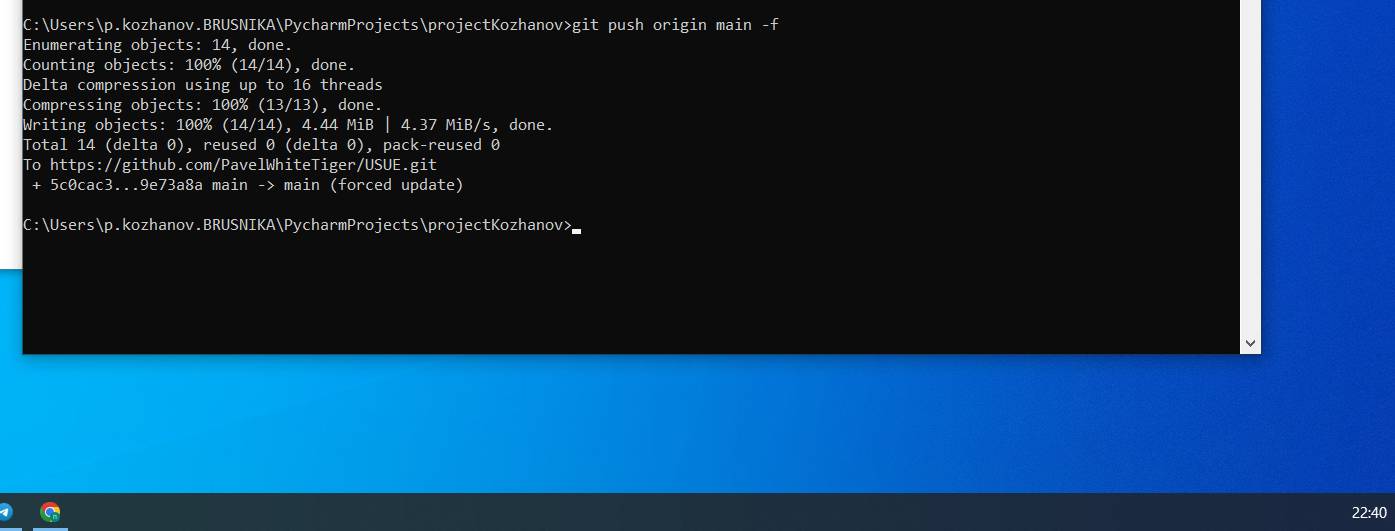 C:\Users\p.kozhanov.BRUSNIKA\PycharmProjects\projectKozhanov>git push origin main -f
Enumerating objects: 14, done.
Counting objects: 100% (14/14), done.
Delta compression using up to 16 threads
Compressing objects: 100% (13/13), done.
Writing objects: 100% (14/14), 4.44 MiB | 4.37 MiB/s, done.
Total 14 (delta 0), reused 0 (delta 0), pack-reused 0
To https://github.com/PavelWhiteTiger/USUE.git
 + 5c0cac3...9e73a8a main -> main (forced update)
C:\Users\p.kozhanov.BRUSNIKA\PycharmProjects\projectKozhanov>
22:40